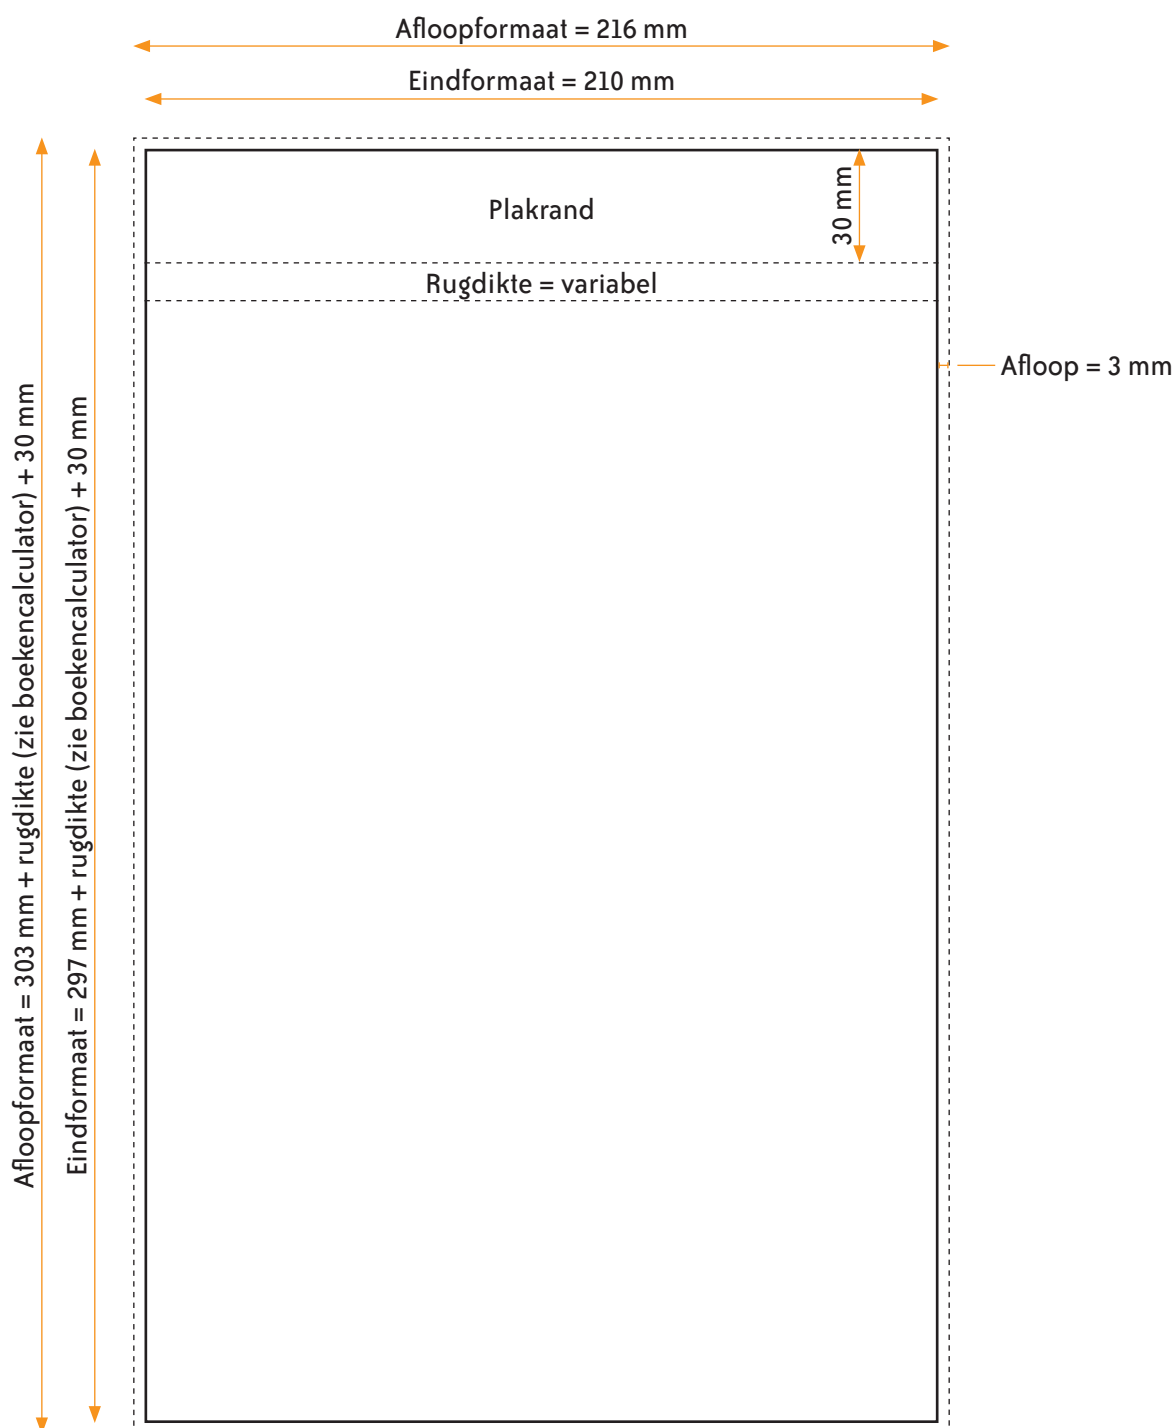 Afloopformaat = 216 mm
Eindformaat = 210 mm
Plakrand
30 mm
Rugdikte = variabel
Afloop = 3 mm
Afloopformaat = 303 mm + rugdikte (zie boekencalculator) + 30 mm
Eindformaat = 297 mm + rugdikte (zie boekencalculator) + 30 mm